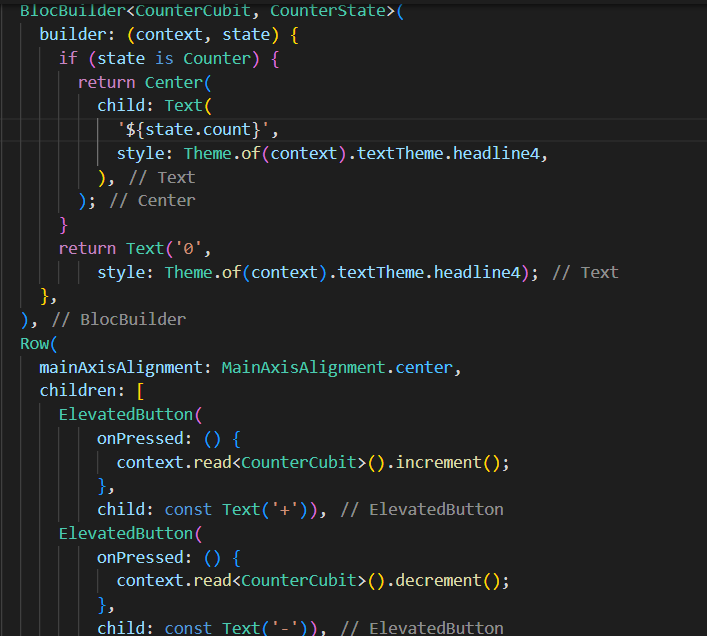 BlocBuilder<CounterCubit, CounterState>(
builder: (context, state) {
if (state is Counter) {
return Center(
child: Text(
'${state.count}',
style: Theme.of(context).textTheme.headline4,
), // Text
); // Center
}
return Text('0',
style: Theme.of(context).textTheme.headline4); // Text
},
), // BlocBuilder
Row(
mainAxisAlignment: MainAxisAlignment.center,
children: [
ElevatedButton(
onPressed: () {
context.read<CounterCubit>().increment();
},
child: const Text('+')), // ElevatedButton
ElevatedButton(
onPressed: () {
context.read<CounterCubit>().decrement();
},
child: const Text('-')), // ElevatedButton